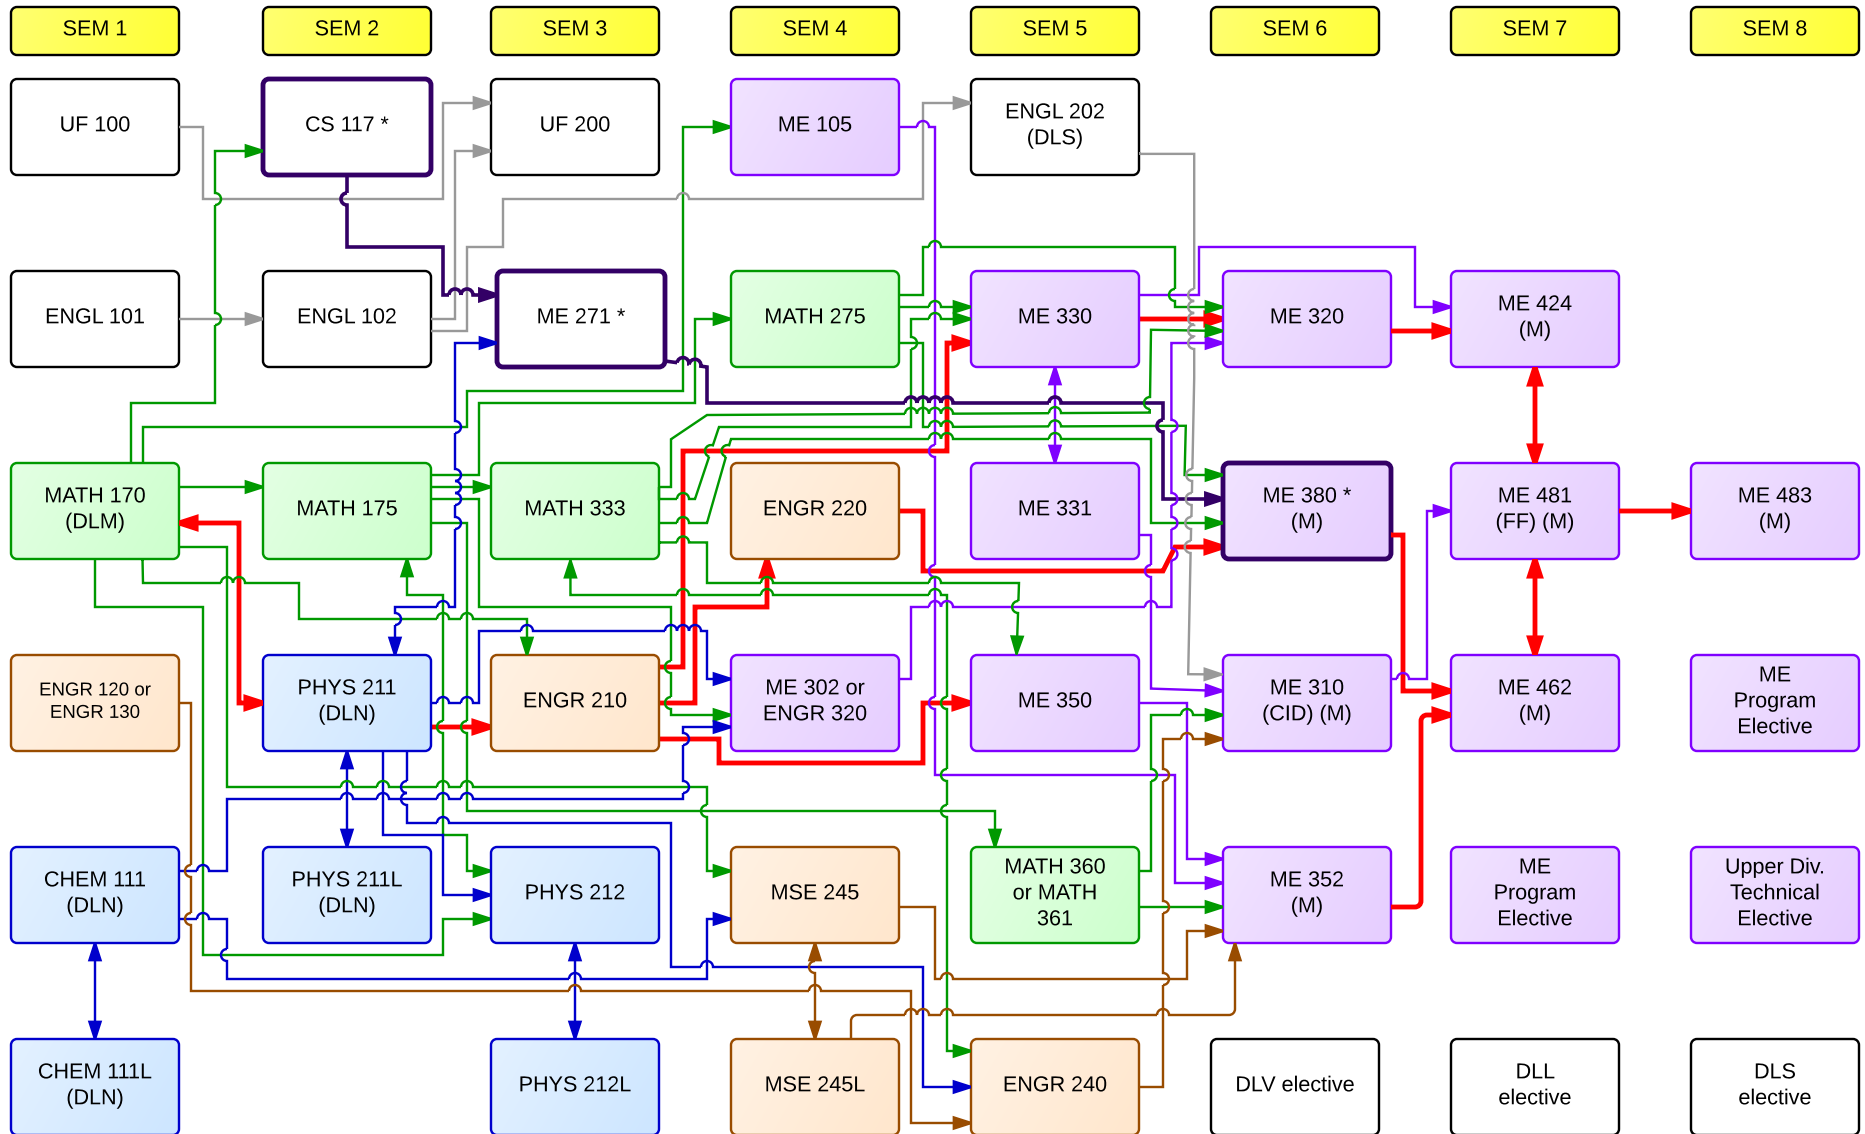 SEM 1
SEM 2
SEM 3
SEM 4
SEM 5
SEM 6
SEM 7
SEM 8
UF 100
CS 117 *
UF 200
ME 105
ENGL 202
(DLS)
ENGL 101
ENGL 102
ME 271 *
MATH 275
ME 330
ME 320
ME 424
(M)
MATH 170
(DLM)
MATH 175
MATH 333
ENGR 220
ME 331
ME 380 *
(M)
ME 481
(FF) (M)
ME 483
(M)
ENGR 120 or
ENGR 130
PHYS 211
(DLN)
ENGR 210
ME 302 or
ENGR 320
ME 350
ME 310
(CID) (M)
ME 462
(M)
ME
Program
Elective
CHEM 111
(DLN)
PHYS 211L
(DLN)
PHYS 212
MSE 245
MATH 360
or MATH
361
ME 352
(M)
ME
Program
Elective
Upper Div.
Technical
Elective
CHEM 111L
(DLN)
PHYS 212L
MSE 245L
ENGR 240
DLV elective
DLL
elective
DLS
elective